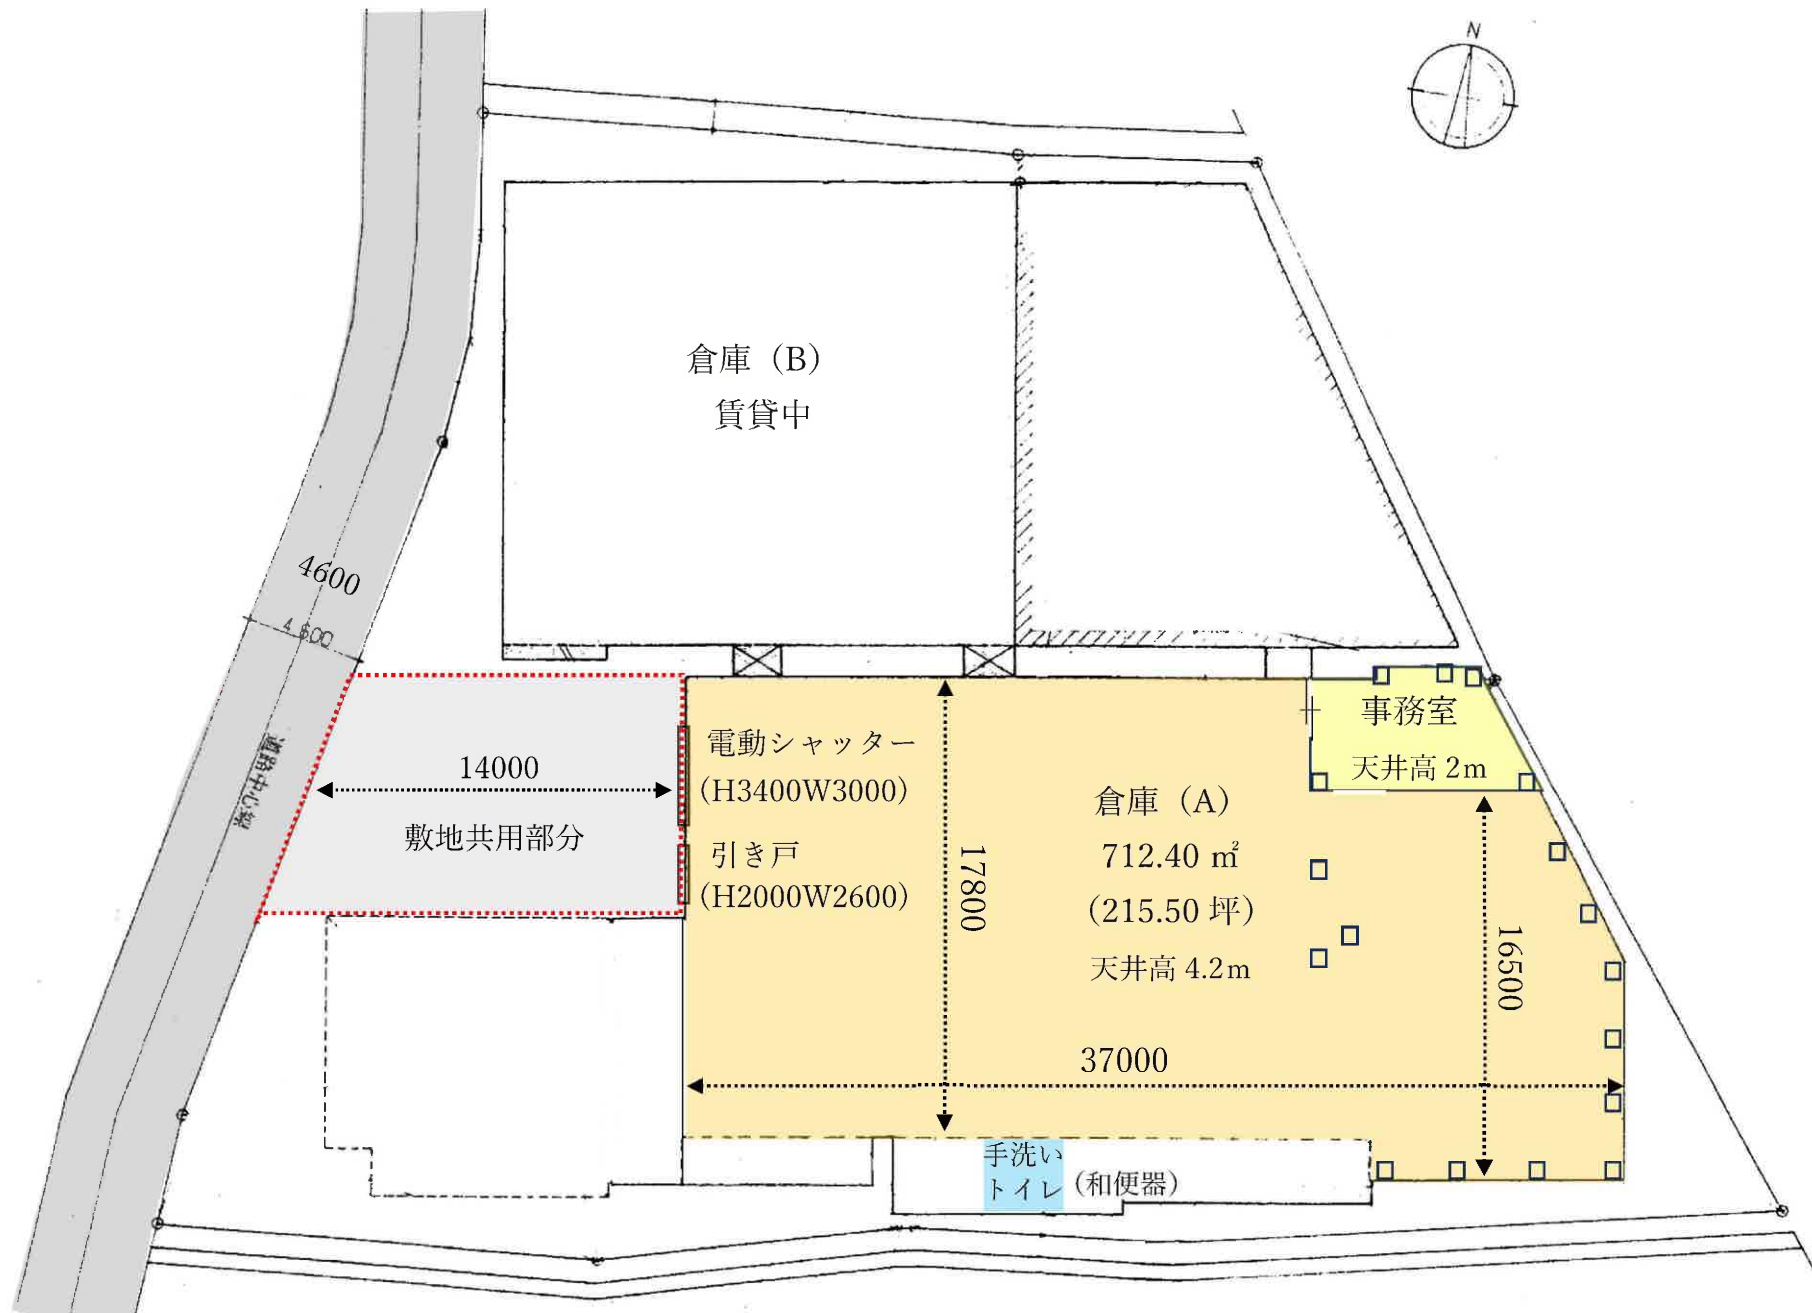 N
倉庫（B）
賃貸中
4600
4.600
道路中心線
14000
敷地共用部分
電動シャッター
(H3400W3000)
引き戸
(H2000W2600)
17800
倉庫（A）
712.40 ㎡
(215.50 坪)
天井高 4.2m
事務室
天井高 2m
16500
37000
手洗い
トイレ (和便器)